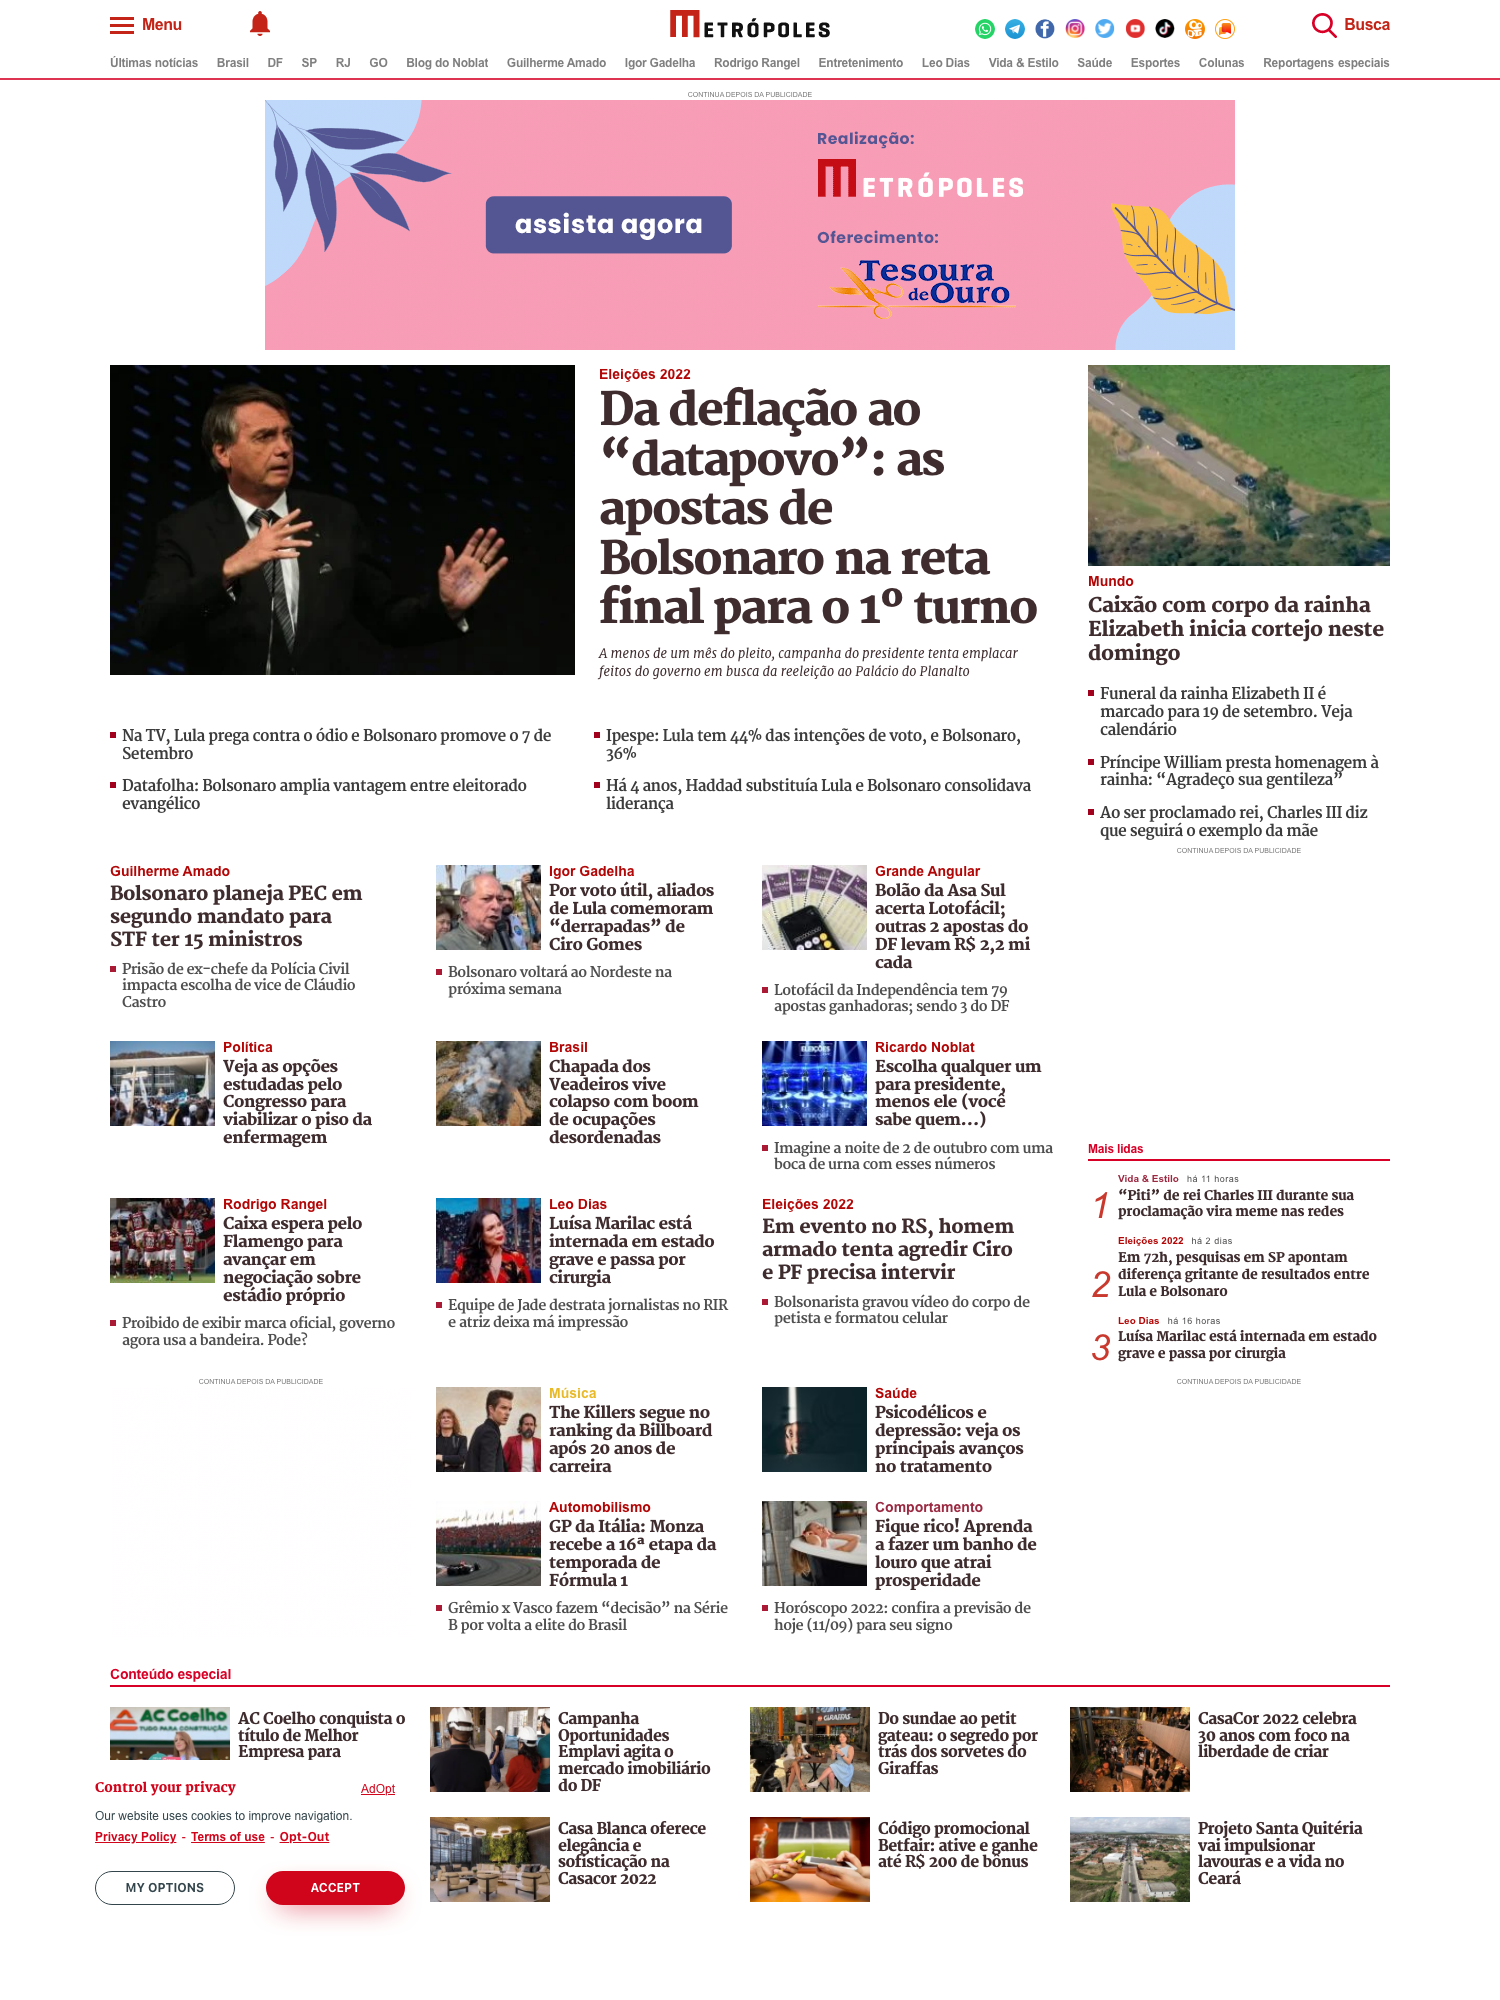 Menu
METRÓPOLES
Busca
Últimas notícias Brasil DF SP RJ GO Blog do Noblat Guilherme Amado Igor Gadelha Rodrigo Rangel Entretenimento Leo Dias Vida & Estilo Saúde Esportes Colunas Reportagens especiais
CONTINUA DEPOIS DA PUBLICIDADE
assista agora
Realização:
METRÓPOLES
Oferecimento:
Tesoura
de Ouro
Eleições 2022
Da deflação ao
“datapovo”: as
apostas de
Bolsonaro na reta
final para o 1º turno
A menos de um mês do pleito, campanha do presidente tenta emplacar
feitos do governo em busca da reeleição ao Palácio do Planalto
Na TV, Lula prega contra o ódio e Bolsonaro promove o 7 de
Setembro
Datafolha: Bolsonaro amplia vantagem entre eleitorado
evangélico
Ipespe: Lula tem 44% das intenções de voto, e Bolsonaro,
36%
Há 4 anos, Haddad substituía Lula e Bolsonaro consolidava
liderança
Mundo
Caixão com corpo da rainha
Elizabeth inicia cortejo neste
domingo
Funeral da rainha Elizabeth II é
marcado para 19 de setembro. Veja
calendário
Príncipe William presta homenagem à
rainha: “Agradeço sua gentileza”
Ao ser proclamado rei, Charles III diz
que seguirá o exemplo da mãe
CONTINUA DEPOIS DA PUBLICIDADE
Guilherme Amado
Bolsonaro planeja PEC em
segundo mandato para
STF ter 15 ministros
Prisão de ex-chefe da Polícia Civil
impacta escolha de vice de Cláudio
Castro
Igor Gadelha
Por voto útil, aliados
de Lula comemoram
“derrapadas” de
Ciro Gomes
Bolsonaro voltará ao Nordeste na
próxima semana
Grande Angular
Bolão da Asa Sul
acerta Lotofácil;
outras 2 apostas do
DF levam R$ 2,2 mi
cada
Lotofácil da Independência tem 79
apostas ganhadoras; sendo 3 do DF
Política
Veja as opções
estudadas pelo
Congresso para
viabilizar o piso da
enfermagem
Brasil
Chapada dos
Veadeiros vive
colapso com boom
de ocupações
desordenadas
ELEIÇÕES
Ricardo Noblat
Escolha qualquer um
para presidente,
menos ele (você
sabe quem…)
Imagine a noite de 2 de outubro com uma
boca de urna com esses números
Rodrigo Rangel
Caixa espera pelo
Flamengo para
avançar em
negociação sobre
estádio próprio
Proibido de exibir marca oficial, governo
agora usa a bandeira. Pode?
Leo Dias
Luísa Marilac está
internada em estado
grave e passa por
cirurgia
Equipe de Jade destrata jornalistas no RIR
e atriz deixa má impressão
Eleições 2022
Em evento no RS, homem
armado tenta agredir Ciro
e PF precisa intervir
Bolsonarista gravou vídeo do corpo de
petista e formatou celular
Mais lidas
Vida & Estilo há 11 horas
1 “Piti” de rei Charles III durante sua
proclamação vira meme nas redes
Eleições 2022 há 2 dias
Em 72h, pesquisas em SP apontam
2 diferença gritante de resultados entre
Lula e Bolsonaro
Leo Dias há 16 horas
3 Luísa Marilac está internada em estado
grave e passa por cirurgia
CONTINUA DEPOIS DA PUBLICIDADE
CONTINUA DEPOIS DA PUBLICIDADE
Música
The Killers segue no
ranking da Billboard
após 20 anos de
carreira
Saúde
Psicodélicos e
depressão: veja os
principais avanços
no tratamento
Automobilismo
GP da Itália: Monza
recebe a 16ª etapa da
temporada de
Fórmula 1
Grêmio x Vasco fazem “decisão” na Série
B por volta a elite do Brasil
Comportamento
Fique rico! Aprenda
a fazer um banho de
louro que atrai
prosperidade
Horóscopo 2022: confira a previsão de
hoje (11/09) para seu signo
Conteúdo especial
AC Coelho
TUDO PARA CONSTRUÇÃO
AC Coelho conquista o
título de Melhor
Empresa para
Campanha
Oportunidades
Emplavi agita o
mercado imobiliário
do DF
GIRAFFAS
Do sundae ao petit
gateau: o segredo por
trás dos sorvetes do
Giraffas
CasaCor 2022 celebra
30 anos com foco na
liberdade de criar
Control your privacy
AdOpt
Our website uses cookies to improve navigation.
Privacy Policy - Terms of use - Opt-Out
MY OPTIONS
ACCEPT
Casa Blanca oferece
elegância e
sofisticação na
Casacor 2022
Código promocional
Betfair: ative e ganhe
até R$ 200 de bônus
Projeto Santa Quitéria
vai impulsionar
lavouras e a vida no
Ceará